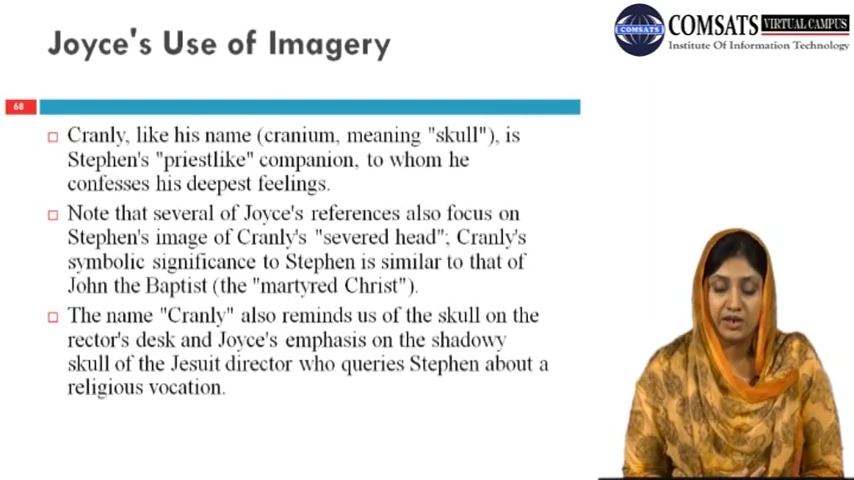 Joyce's Use of Imagery
COMSATS VIRTUAL CAMPUS
COMSATS
Institute Of Information Technology
68
Cranly, like his name (cranium, meaning "skull"), is
Stephen's "priestlike" companion, to whom he
confesses his deepest feelings.
Note that several of Joyce's references also focus on
Stephen's image of Cranly's "severed head"; Cranly's
symbolic significance to Stephen is similar to that of
John the Baptist (the "martyred Christ").
The name "Cranly" also reminds us of the skull on the
rector's desk and Joyce's emphasis on the shadowy
skull of the Jesuit director who queries Stephen about a
religious vocation.